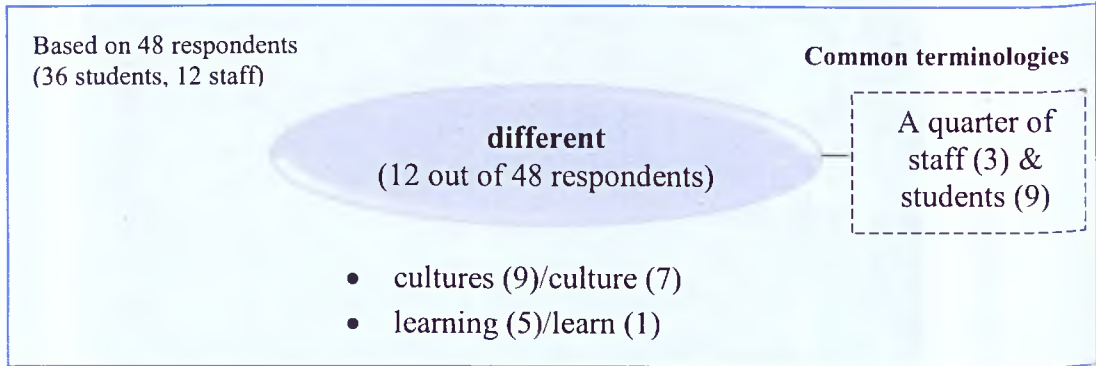 Based on 48 respondents
(36 students, 12 staff)
Common terminologies
different
(12 out of 48 respondents)
A quarter of
staff (3) &
students (9)
• cultures (9)/culture (7)
• learning (5)/learn (1)